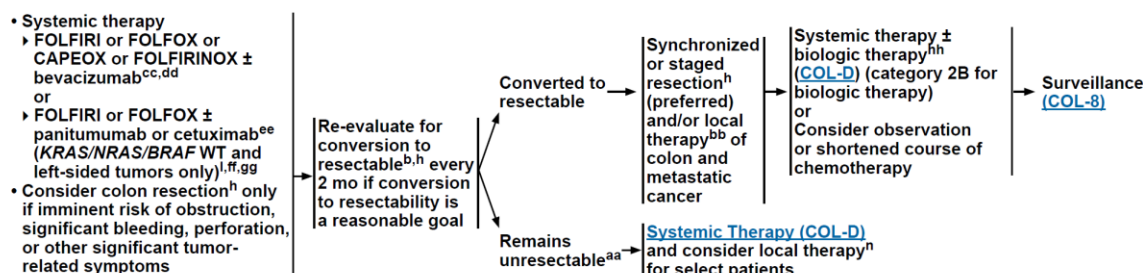 • Systemic therapy
▸ FOLFIRI or FOLFOX or
CAPEOX or FOLFIRINOX ±
bevacizumabcc,dd
or
▸ FOLFIRI or FOLFOX ±
panitumumab or cetuximabee
(KRAS/NRAS/BRAF WT and
left-sided tumors only)l,ff,gg
• Consider colon resectionh only
if imminent risk of obstruction,
significant bleeding, perforation,
or other significant tumor-
related symptoms
Re-evaluate for
conversion to
resectableb,h every
2 mo if conversion
to resectability is
a reasonable goal
Converted to
resectable
Synchronized
or staged
resectionh
(preferred)
and/or local
therapybb of
colon and
metastatic
cancer
Systemic therapy ±
biologic therapyhh
(COL-D) (category 2B for
biologic therapy)
or
Consider observation
or shortened course of
chemotherapy
Surveillance
(COL-8)
Remains
unresectableaa
Systemic Therapy (COL-D)
and consider local therapyn
for select patients